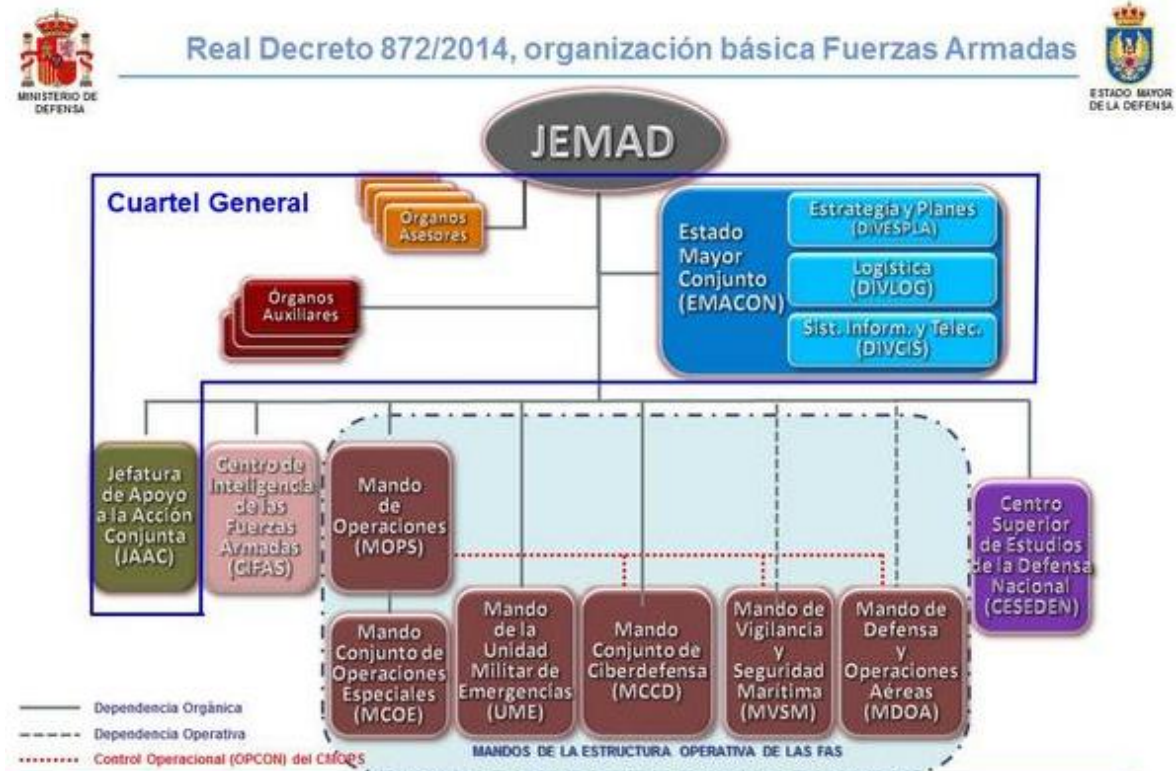 MINISTERIO DE
DEFENSA
Real Decreto 872/2014, organización básica Fuerzas Armadas
ESTADO MAYOR
DE LA DEFENSA
JEMAD
Cuartel General
Órganos
Asesores
Órganos
Auxiliares
Estado
Mayor
Conjunto
(EMACON)
Estrategia y Planes
(DIVESPLA)
Logística
(DIVLOG)
Sist. Inform. y Telec.
(DIVCIS)
Jefatura
de Apoyo
a la Acción
Conjunta
(JAAC)
Centro de
Inteligencia
de las
Fuerzas
Armadas
(CIFAS)
Mando
de
Operaciones
(MOPS)
Centro
Superior
de Estudios
de la Defensa
Nacional
(CESEDEN)
Mando
Conjunto de
Operaciones
Especiales
(MCOE)
Mando
de la
Unidad
Militar de
Emergencias
(UME)
Mando
Conjunto de
Ciberdefensa
(MCCD)
Mando de
Vigilancia
y
Seguridad
Marítima
(MVSM)
Mando de
Defensa
y
Operaciones
Aéreas
(MDOA)
MANDOS DE LA ESTRUCTURA OPERATIVA DE LAS FAS
Dependencia Orgánica
Dependencia Operativa
Control Operacional (OPCON) del CMOPS